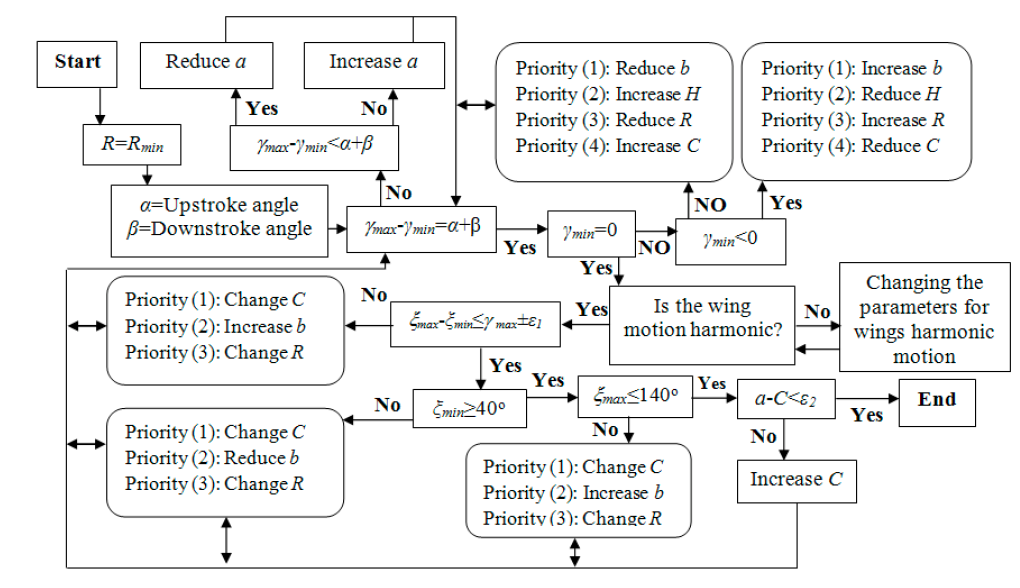 Start
Reduce a
Increase a
Yes
No
R=Rmin
γmax-γmin<α+β
No
α=Upstroke angle
β=Downstroke angle
γmax-γmin=α+β
Yes
γmin=0
NO
Yes
γmin<0
NO
Yes
Priority (1): Reduce b
Priority (2): Increase H
Priority (3): Reduce R
Priority (4): Increase C
Priority (1): Increase b
Priority (2): Reduce H
Priority (3): Increase R
Priority (4): Reduce C
Is the wing
motion harmonic?
No
Changing the
parameters for
wings harmonic
motion
Yes
ξmax-ξmin≤γmax±ε1
No
Priority (1): Change C
Priority (2): Increase b
Priority (3): Change R
Yes
ξmin≥40°
No
Priority (1): Change C
Priority (2): Reduce b
Priority (3): Change R
Yes
ξmax≤140°
No
Priority (1): Change C
Priority (2): Increase b
Priority (3): Change R
Yes
a-C<ε2
No
Increase C
Yes
End